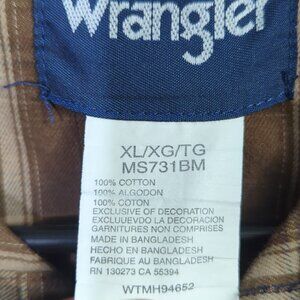 Wrangler
XL/XG/TG
MS731BM
100% COTTON
100% ALGODON
100% COTON
EXCLUSIVE OF DECORATION
EXCLUUEVDO LA DECORACION
GARNITURES NON COMPRISES
MADE IN BANGLADESH
HECHO EN BANGLADESH
FABRIQUE AU BANGLADESH
RN 130273 CA 55394
WTMH94652